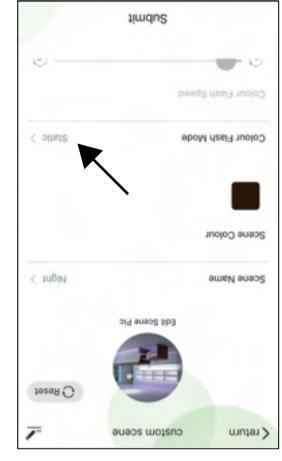 return custom scene
Reset
Edit Scene Pic
Scene Name Night
Scene Colour
Colour Flash Mode Static
Colour Flash Speed
Submit